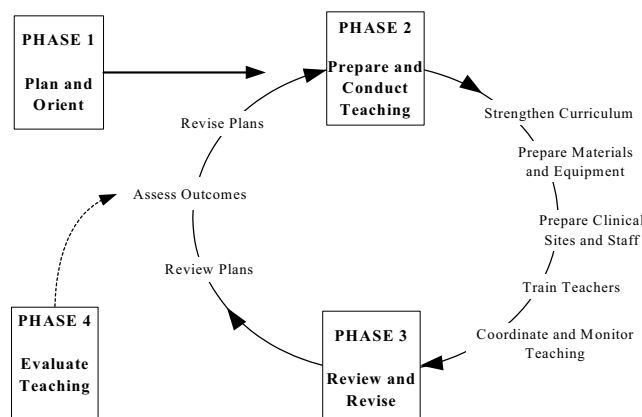 PHASE 1
Plan and
Orient
PHASE 2
Prepare and
Conduct
Teaching
Strengthen Curriculum
Prepare Materials
and Equipment
Prepare Clinical
Sites and Staff
Train Teachers
Coordinate and Monitor
Teaching
PHASE 3
Review and
Revise
Review Plans
Assess Outcomes
Revise Plans
PHASE 4
Evaluate
Teaching